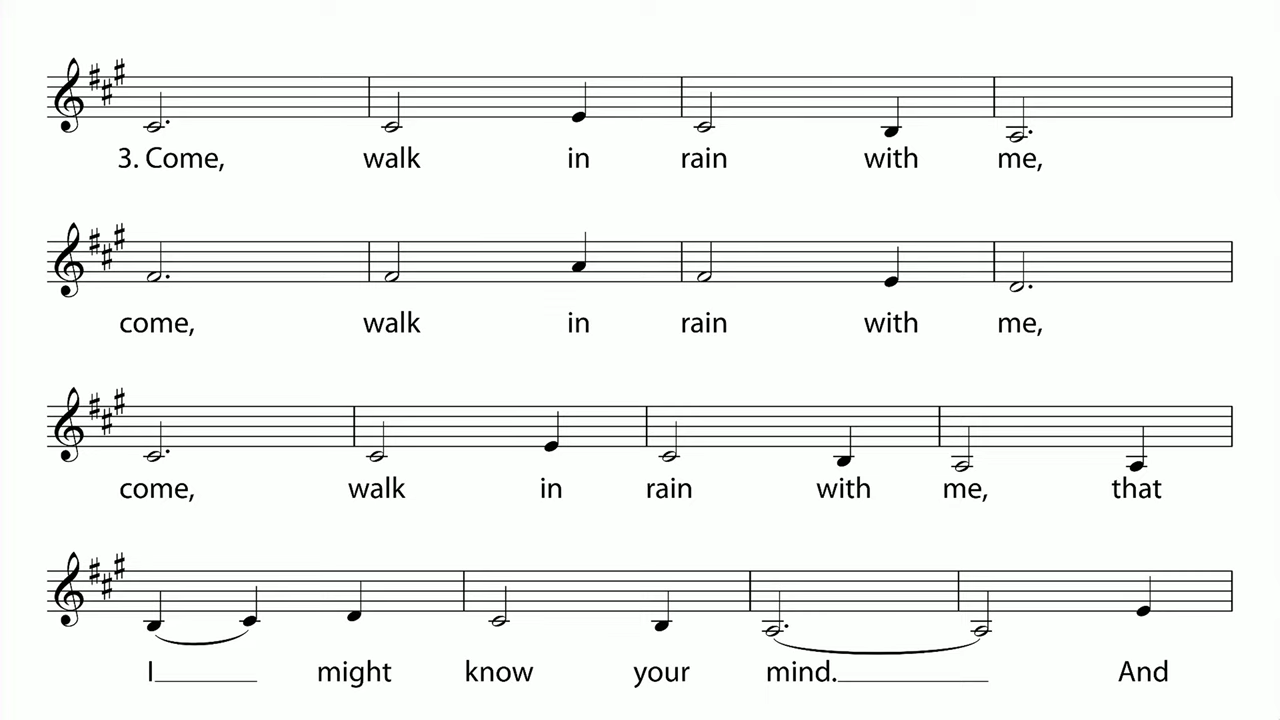 3. Come, walk in rain with me,
come, walk in rain with me,
come, walk in rain with me, that
I might know your mind. And